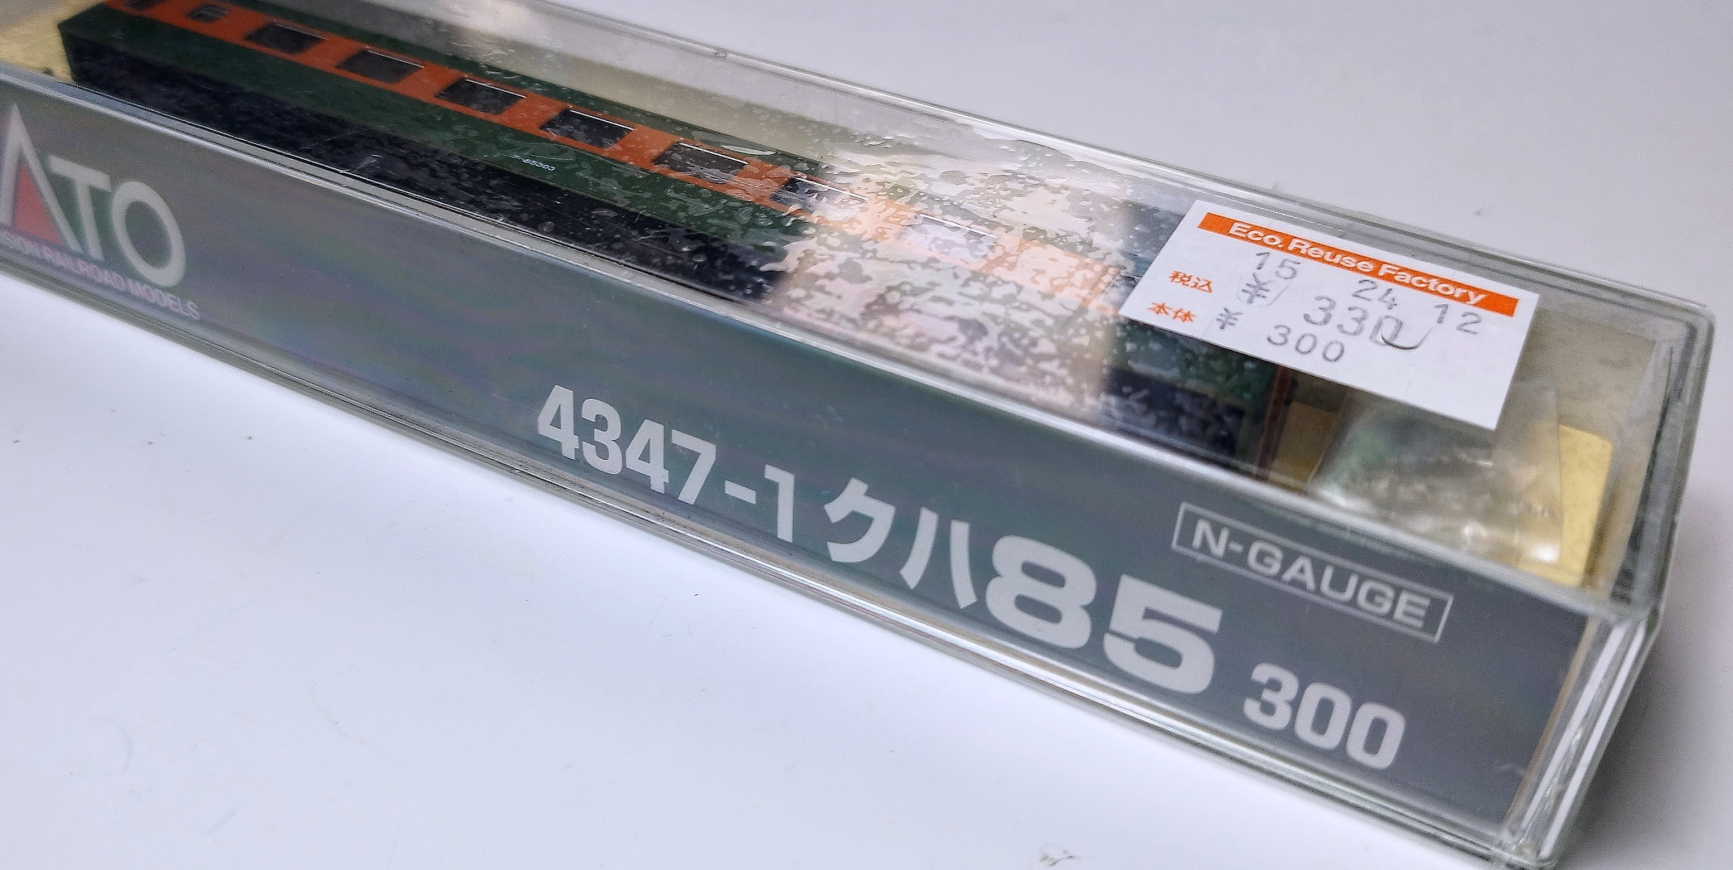 Eco.Reuse Factory
15 24 12
税込 ¥ 330
本体 ¥ 300
ATO
SION RAILROAD MODELS
4347-1クハ85 300
N-GAUGE